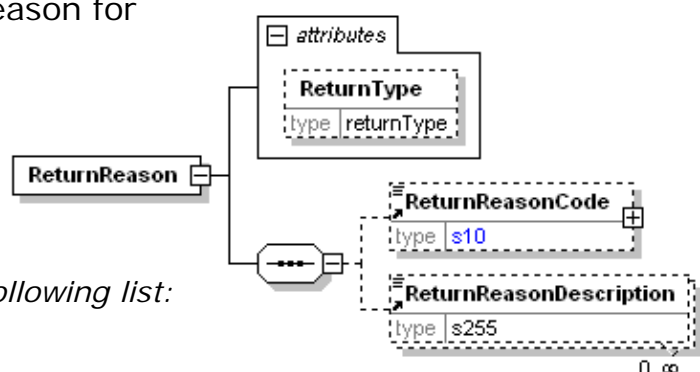 eason for
attributes
ReturnType
type returnType
ReturnReason
ReturnReasonCode
type s10
ollowing list:
ReturnReasonDescription
type s255
0..∞